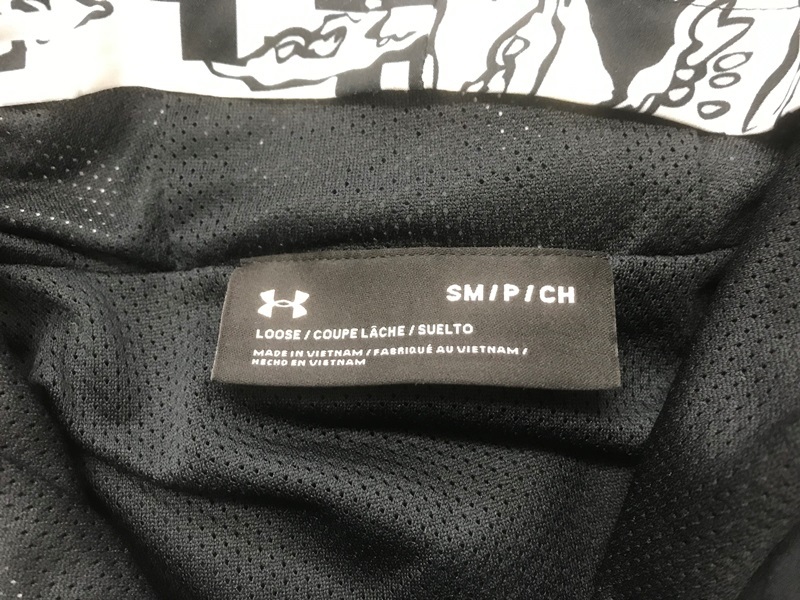 SM/P/CH
LOOSE / COUPE LÂCHE / SUELTO
MADE IN VIETNAM / FABRIQUÉ AU VIETNAM /
HECHO EN VIETNAM